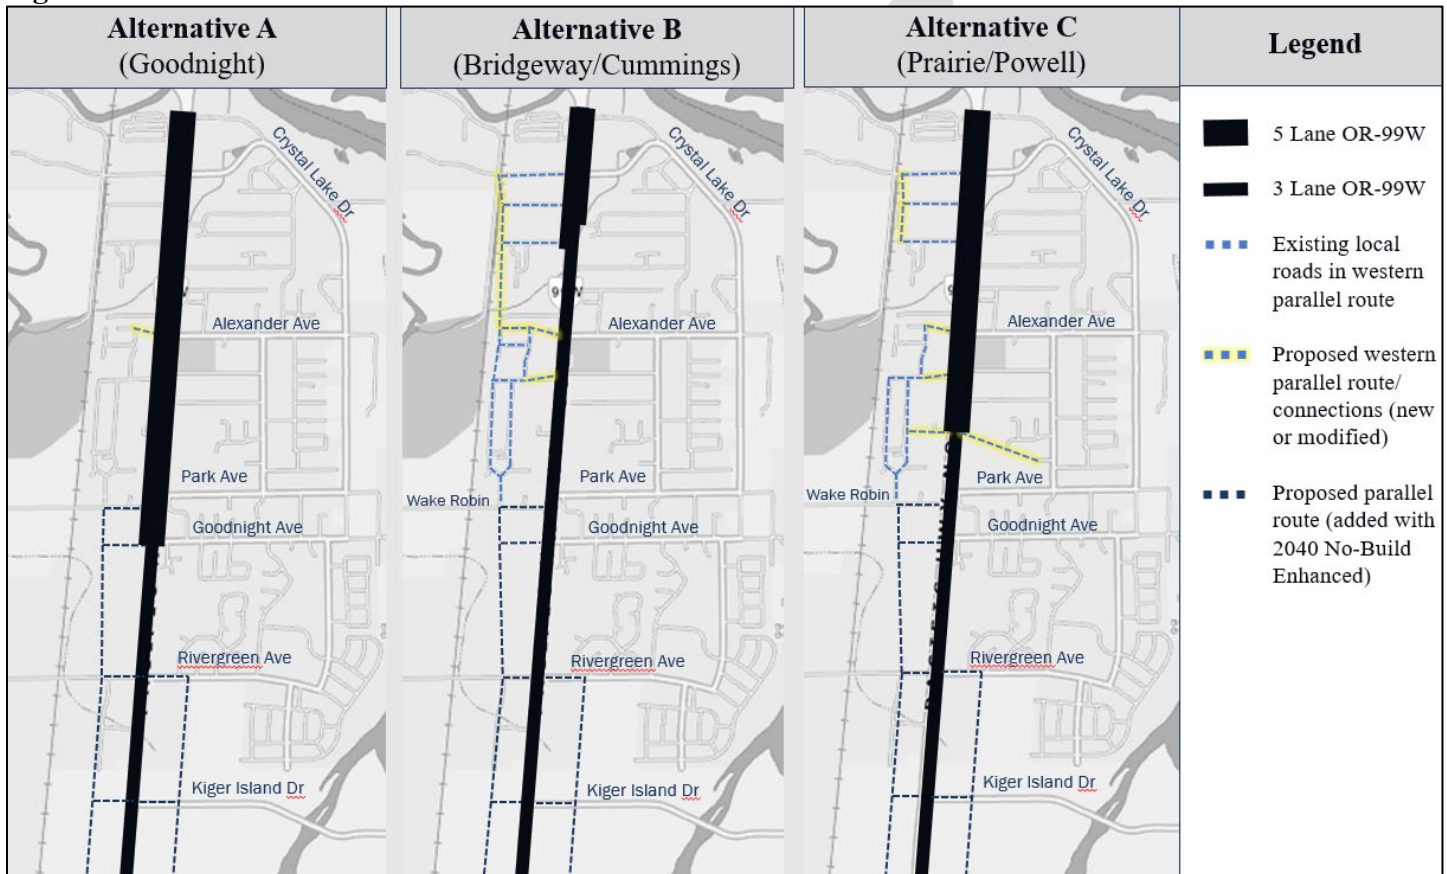 Alternative A
(Goodnight)
Alternative B
(Bridgeway/Cummings)
Alternative C
(Prairie/Powell)
Legend
Crystal Lake Dr
Alexander Ave
Park Ave
Goodnight Ave
Rivergreen Ave
Kiger Island Dr
Crystal Lake Dr
Alexander Ave
Park Ave
Wake Robin
Goodnight Ave
Rivergreen Ave
Kiger Island Dr
Crystal Lake Dr
Alexander Ave
Park Ave
Wake Robin
Goodnight Ave
Rivergreen Ave
Kiger Island Dr
5 Lane OR-99W
3 Lane OR-99W
Existing local
roads in western
parallel route
Proposed western
parallel route/
connections (new
or modified)
Proposed parallel
route (added with
2040 No-Build
Enhanced)